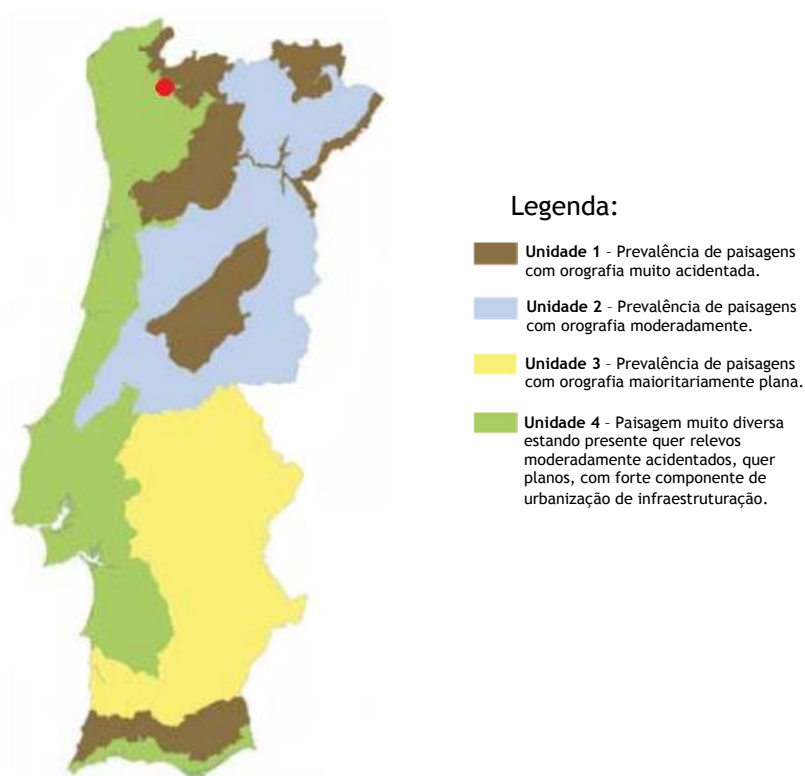 Legenda:
Unidade 1 - Prevalência de paisagens
com orografia muito acidentada.
Unidade 2 - Prevalência de paisagens
com orografia moderadamente.
Unidade 3 - Prevalência de paisagens
com orografia maioritariamente plana.
Unidade 4 - Paisagem muito diversa
estando presente quer relevos
moderadamente acidentados, quer
planos, com forte componente de
urbanização de infraestruturação.